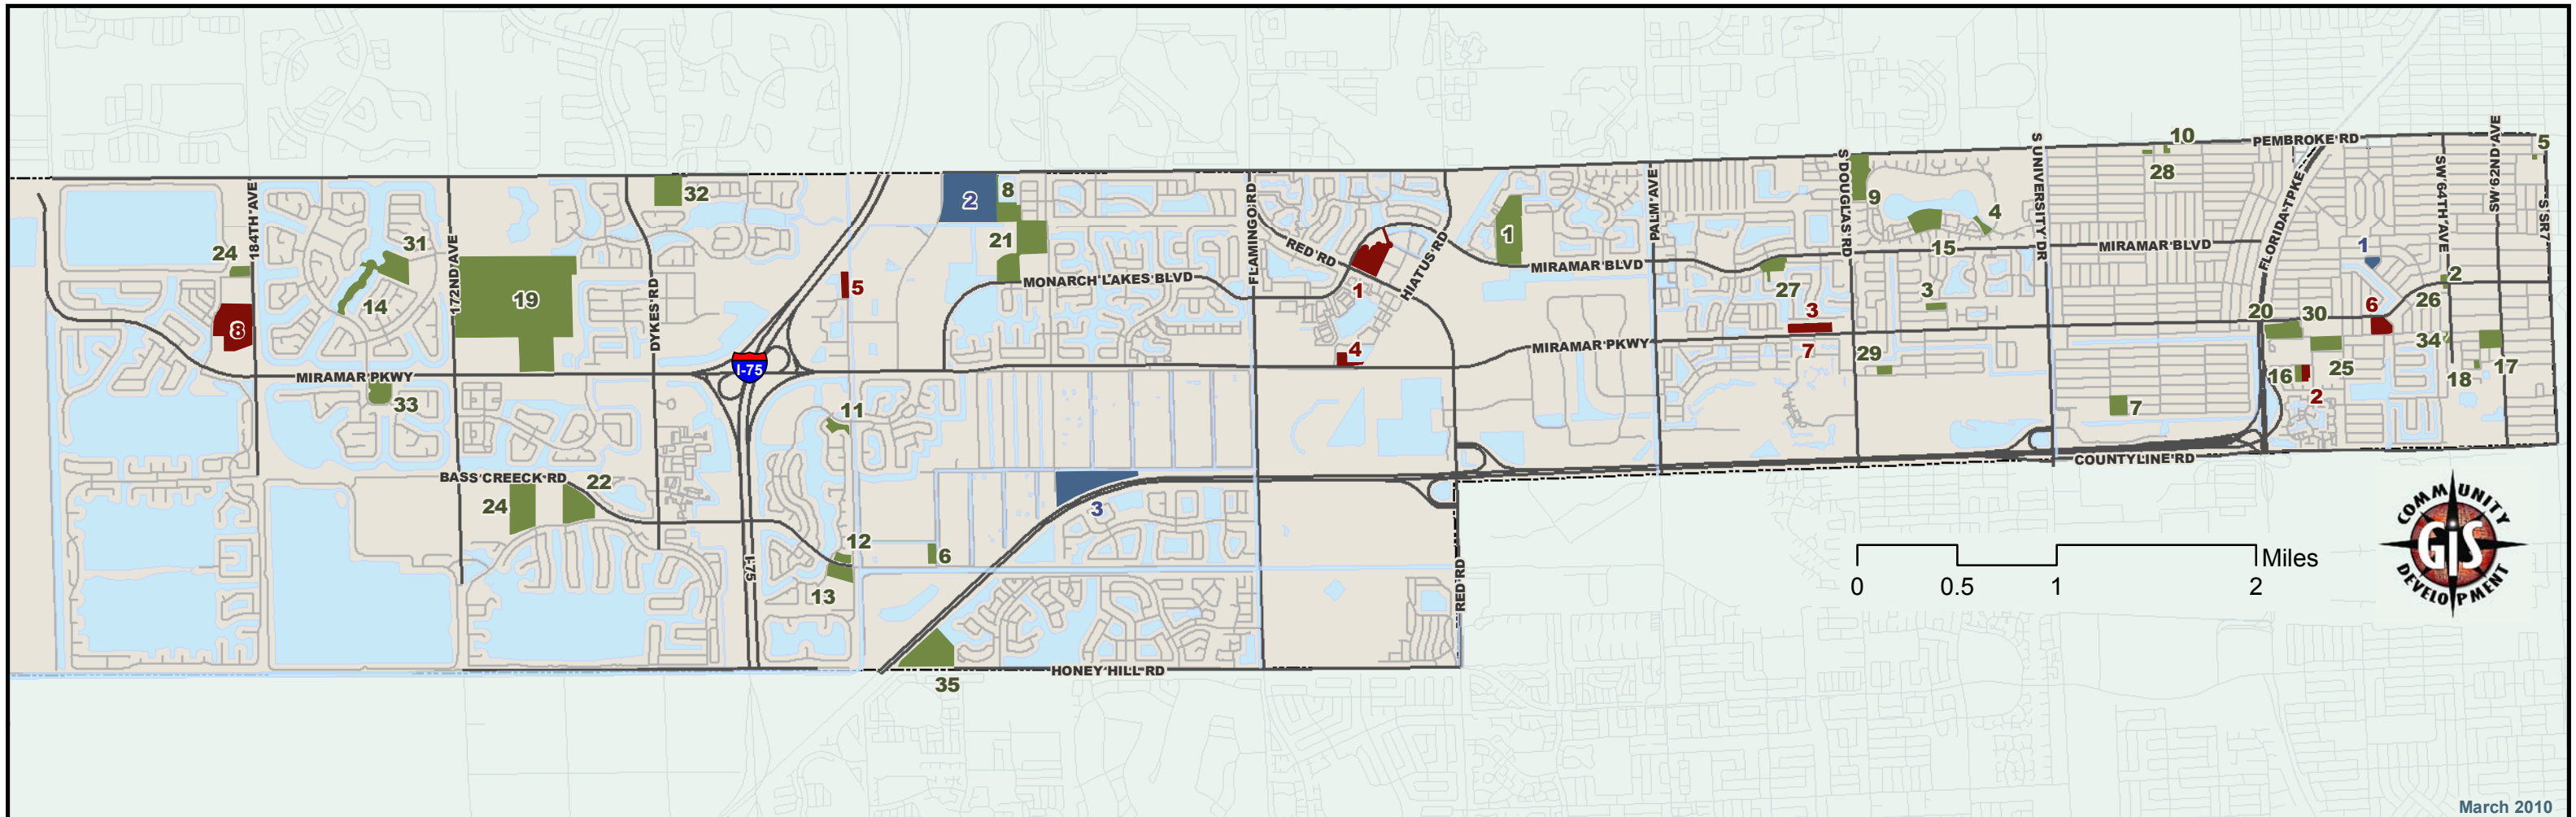 10
PEMBROKE RD
5
28
S DOUGLAS RD
S UNIVERSITY DR
FLORIDA TPKE
SW 64TH AVE
SW 62ND AVE
S SR 7
184TH AVE
172ND AVE
DYKES RD
32
2
8
FLAMINGO RD
PALM AVE
9
4
31
24
14
19
21
5
MONARCH LAKES BLVD
RED RD
HIATUS RD
1
1
MIRAMAR BLVD
15
MIRAMAR BLVD
1
2
27
3
3
26
8
20
30
6
34
4
MIRAMAR PKWY
7
29
I-75
MIRAMAR PKWY
33
16
25
18
17
2
11
7
BASS CREECK RD
22
24
3
COUNTYLINE RD
COMMUNITY
GIS
DEVELOPMENT
12
6
13
I-75
RED RD
Miles
0
0.5
1
2
HONEY HILL RD
35
March 2010